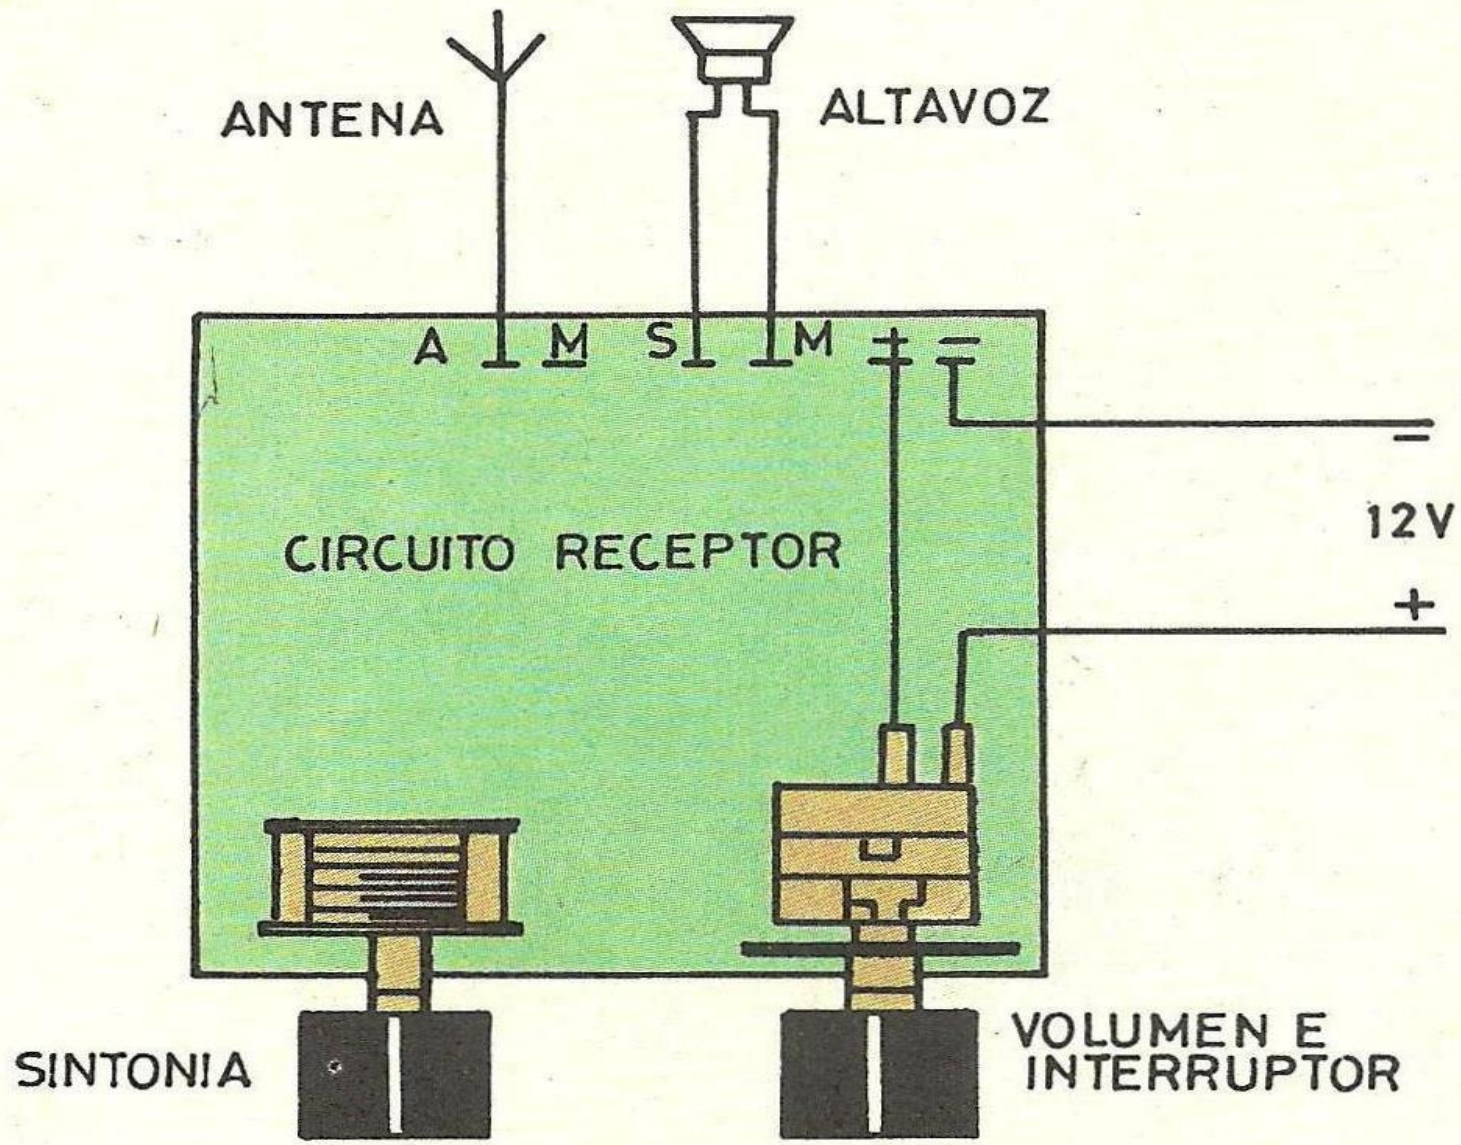 ANTENA
ALTAVOZ
A M S M + −
−
12V
+
CIRCUITO RECEPTOR
SINTONIA
VOLUMEN E
INTERRUPTOR